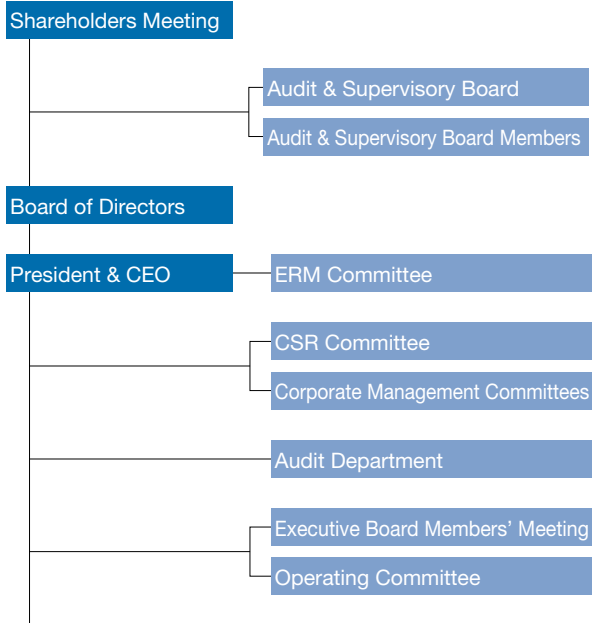 Shareholders Meeting
Audit & Supervisory Board
Audit & Supervisory Board Members
Board of Directors
President & CEO
ERM Committee
CSR Committee
Corporate Management Committees
Audit Department
Executive Board Members’ Meeting
Operating Committee